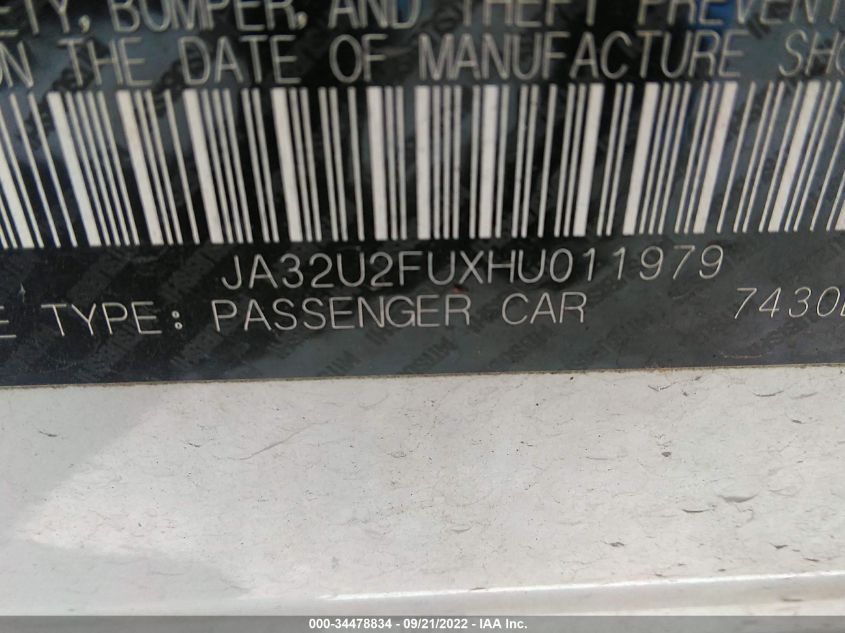 ETY, BUMPER, AND THEFT PREVENT
ON THE DATE OF MANUFACTURE SHO
JA32U2FUXHU011979
E TYPE: PASSENGER CAR 7430
000-34478834 - 09/21/2022 - IAA Inc.